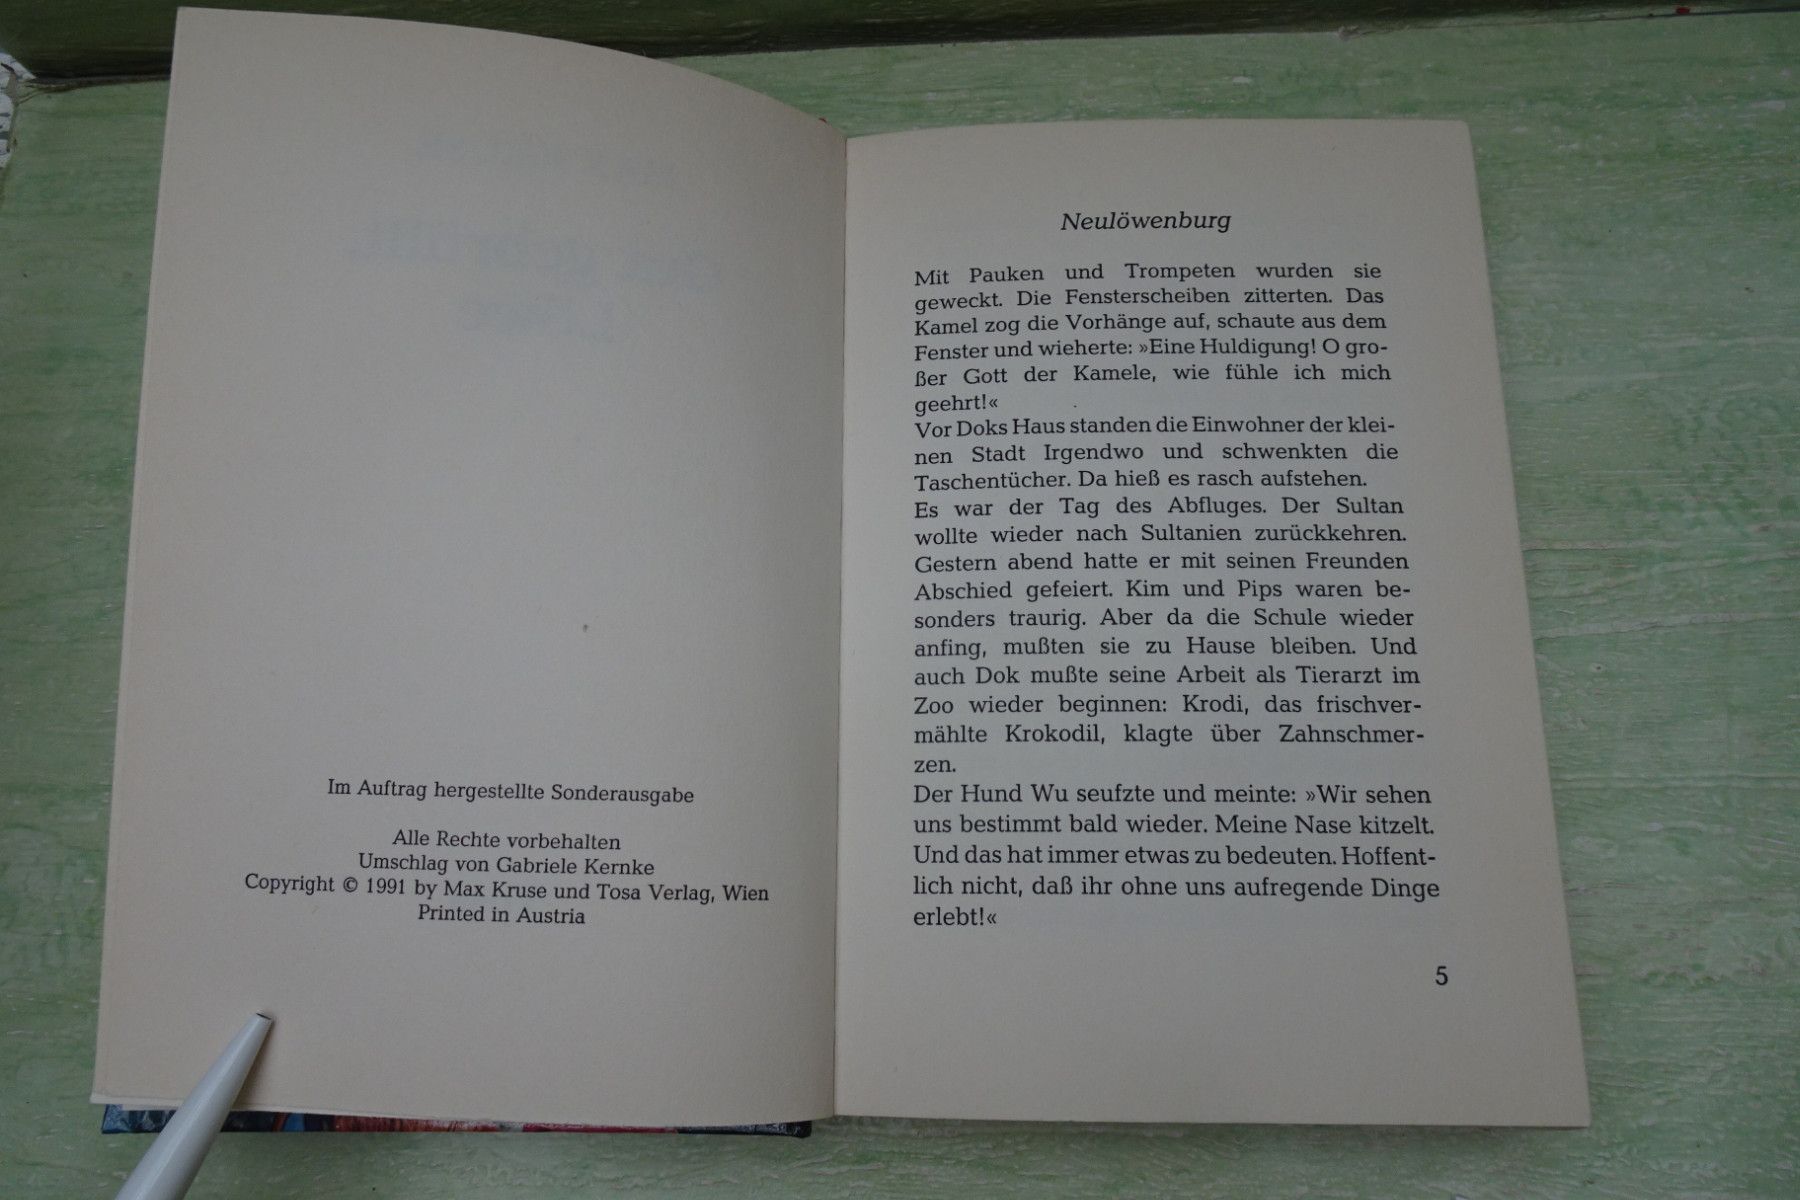 Im Auftrag hergestellte Sonderausgabe
Alle Rechte vorbehalten
Umschlag von Gabriele Kernke
Copyright © 1991 by Max Kruse und Tosa Verlag, Wien
Printed in Austria
Neulöwenburg
Mit Pauken und Trompeten wurden sie
geweckt. Die Fensterscheiben zitterten. Das
Kamel zog die Vorhänge auf, schaute aus dem
Fenster und wieherte: »Eine Huldigung! O gro-
ßer Gott der Kamele, wie fühle ich mich
geehrt!«
Vor Doks Haus standen die Einwohner der klei-
nen Stadt Irgendwo und schwenkten die
Taschentücher. Da hieß es rasch aufstehen.
Es war der Tag des Abfluges. Der Sultan
wollte wieder nach Sultanien zurückkehren.
Gestern abend hatte er mit seinen Freunden
Abschied gefeiert. Kim und Pips waren be-
sonders traurig. Aber da die Schule wieder
anfing, mußten sie zu Hause bleiben. Und
auch Dok mußte seine Arbeit als Tierarzt im
Zoo wieder beginnen: Krodi, das frischver-
mählte Krokodil, klagte über Zahnschmer-
zen.
Der Hund Wu seufzte und meinte: »Wir sehen
uns bestimmt bald wieder. Meine Nase kitzelt.
Und das hat immer etwas zu bedeuten. Hoffent-
lich nicht, daß ihr ohne uns aufregende Dinge
erlebt!«
5